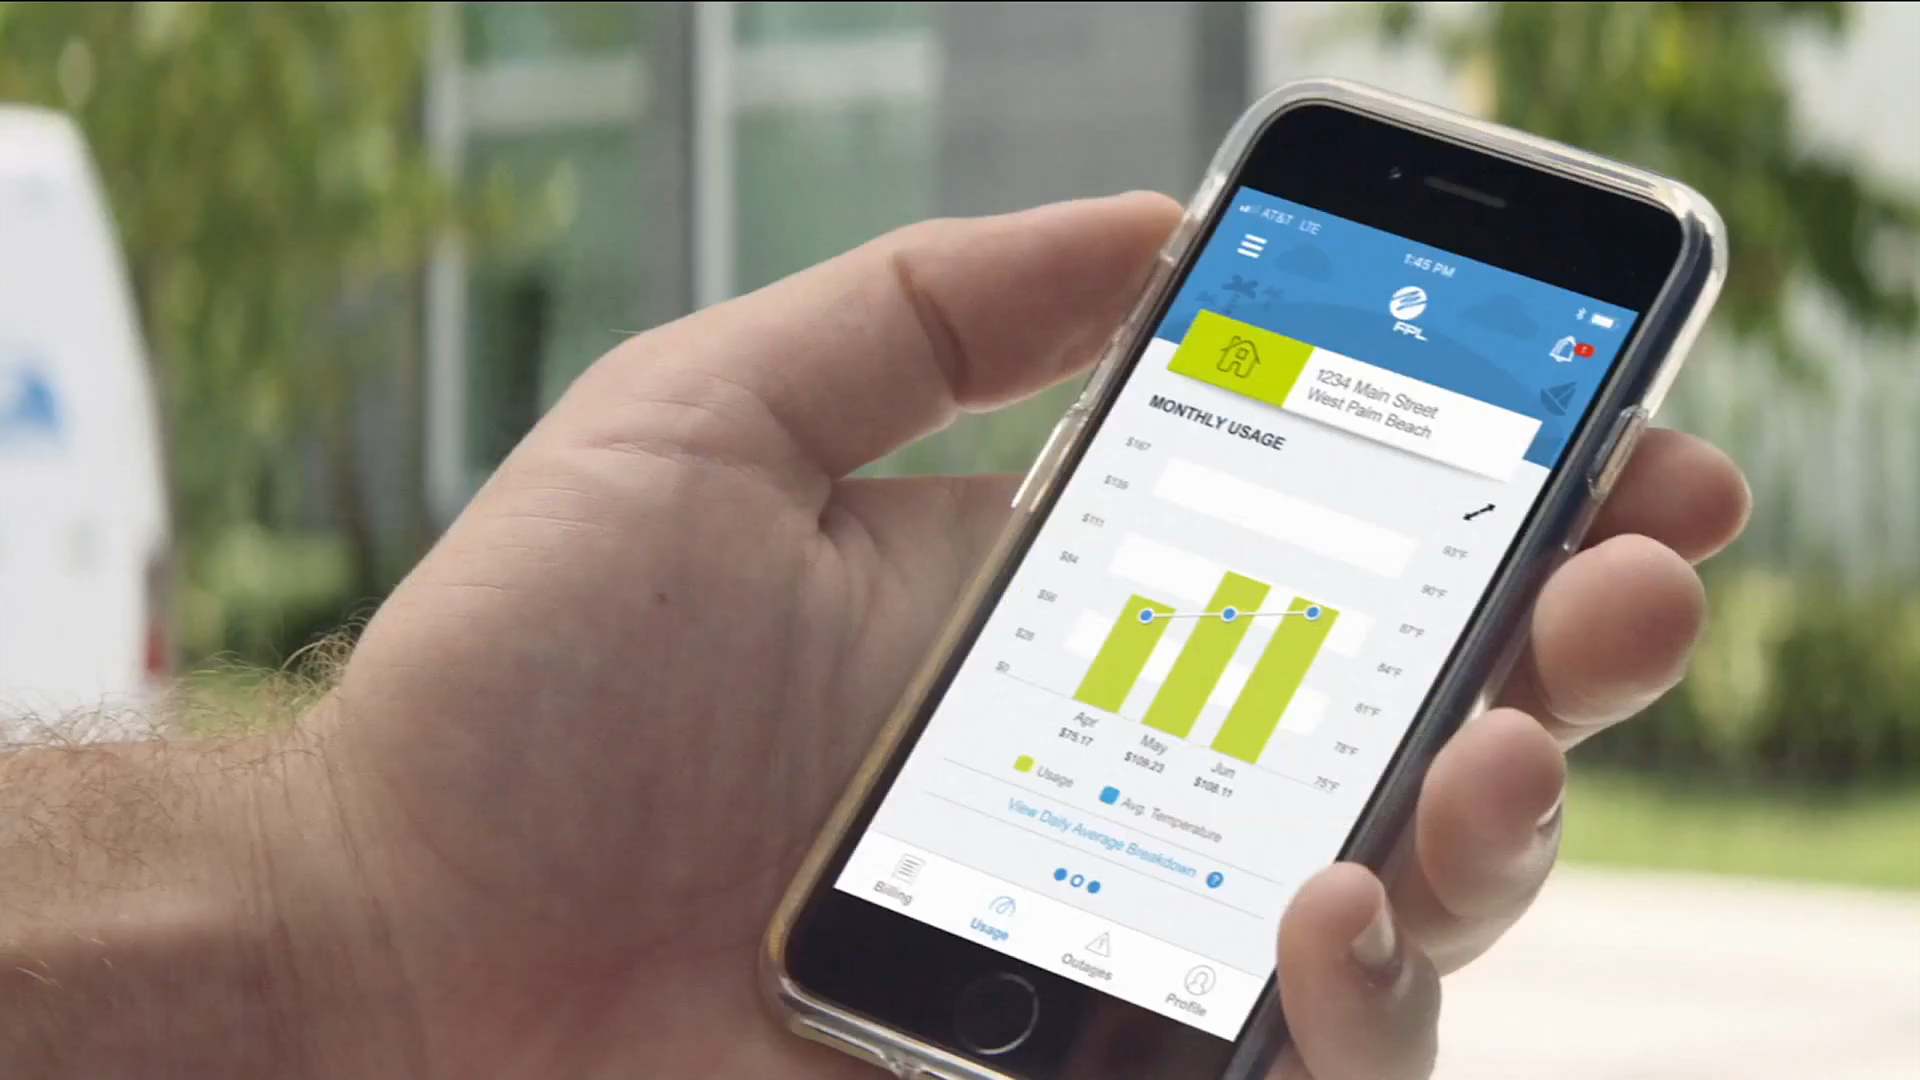 AT&T LTE
1:45 PM
FPL
1
1234 Main Street
West Palm Beach
MONTHLY USAGE
$167
$139
$111
$84
$56
$28
$0
93°F
90°F
87°F
84°F
81°F
78°F
75°F
Apr
$75.17
May
$109.23
Jun
$106.11
Usage
Avg. Temperature
View Daily Average Breakdown ?
Billing
Usage
Outages
Profile